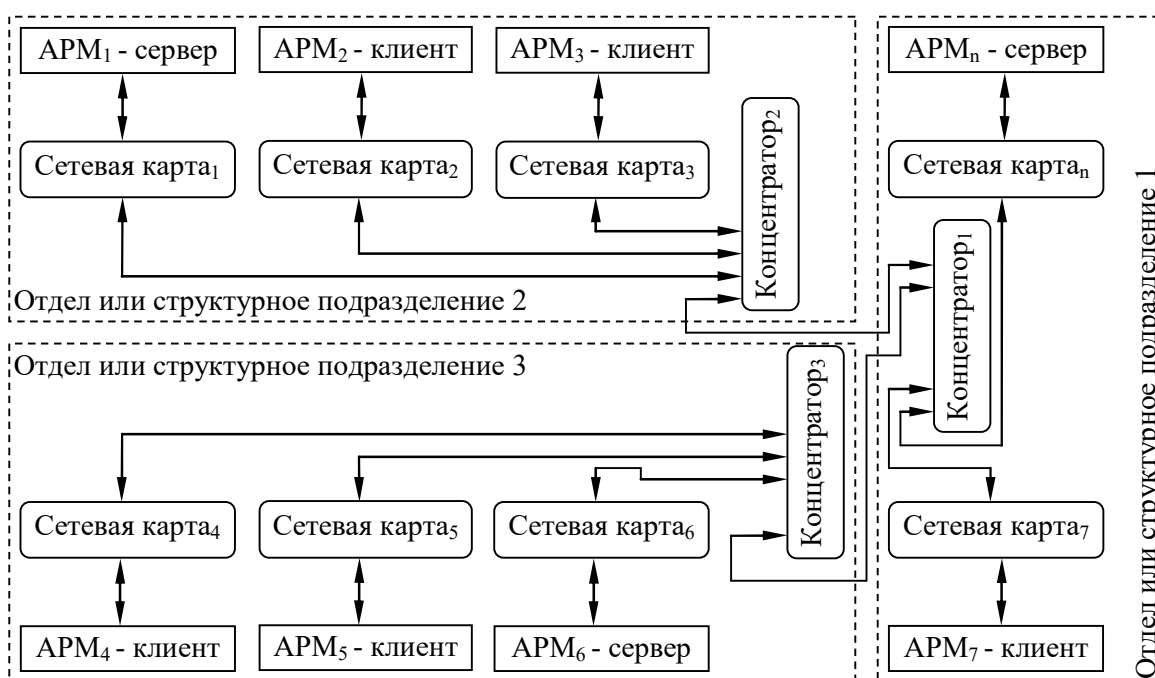 АРМ₁ - сервер
АРМ₂ - клиент
АРМ₃ - клиент
Сетевая карта₁
Сетевая карта₂
Сетевая карта₃
Концентратор₂
Отдел или структурное подразделение 2
АРМₙ - сервер
Сетевая картаₙ
Концентратор₁
Отдел или структурное подразделение 1
Отдел или структурное подразделение 3
Концентратор₃
Сетевая карта₄
Сетевая карта₅
Сетевая карта₆
Сетевая карта₇
АРМ₄ - клиент
АРМ₅ - клиент
АРМ₆ - сервер
АРМ₇ - клиент